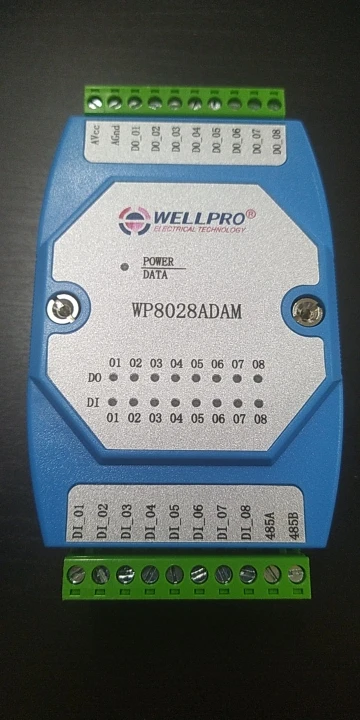 AVcc AGnd DO_01 DO_02 DO_03 DO_04 DO_05 DO_06 DO_07 DO_08
WELLPRO®
ELECTRICAL TECHNOLOGY
POWER
DATA
WP8028ADAM
01 02 03 04 05 06 07 08
DO
DI
01 02 03 04 05 06 07 08
DI_01 DI_02 DI_03 DI_04 DI_05 DI_06 DI_07 DI_08 485A 485B